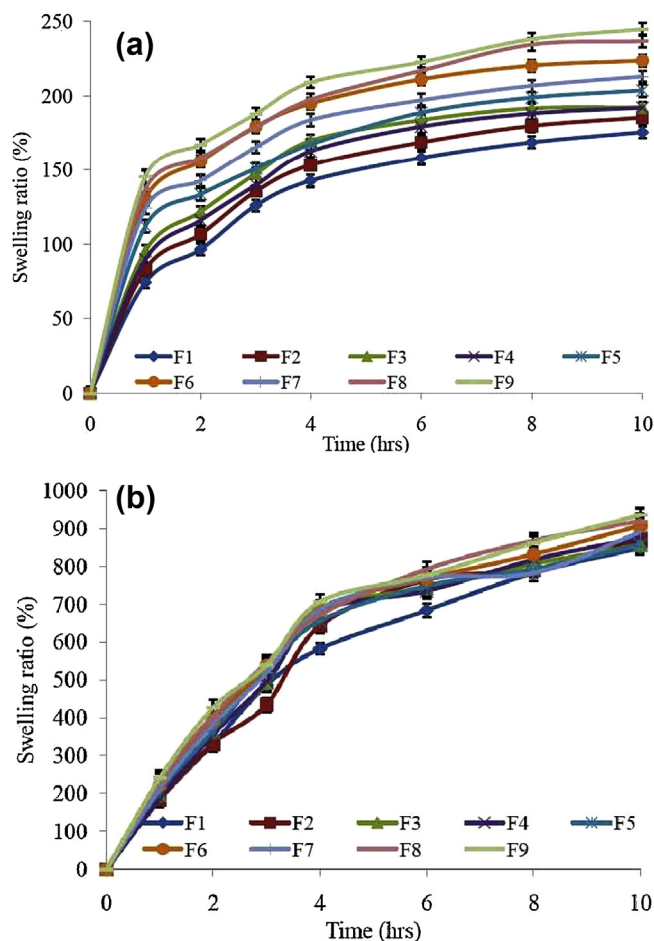 (a)
250
200
150
100
50
0
Swelling ratio (%)
F1 F2 F3 F4 F5
F6 F7 F8 F9
0 2 4 6 8 10
Time (hrs)
(b)
1000
900
800
700
600
500
400
300
200
100
0
Swelling ratio (%)
F1 F2 F3 F4 F5
F6 F7 F8 F9
0 2 4 6 8 10
Time (hrs)